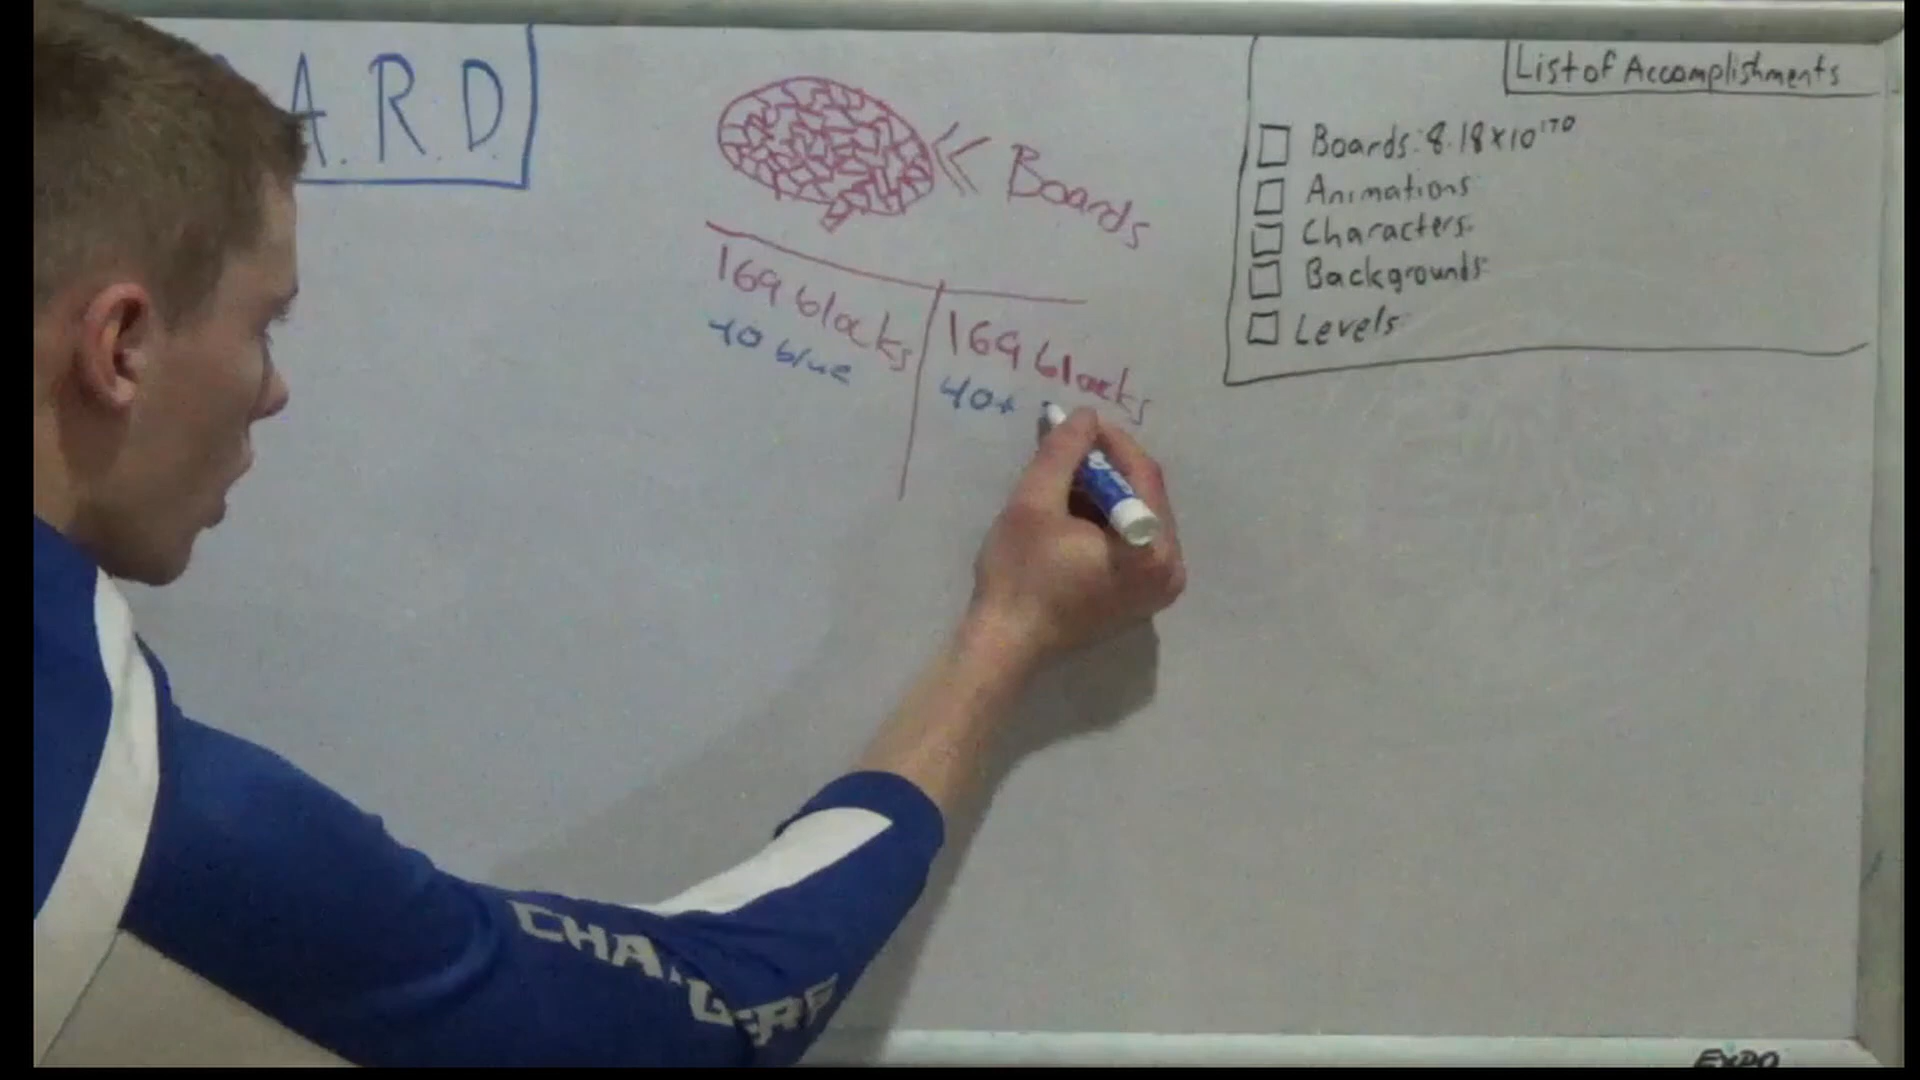 A.R.D.
Boards
169 blocks
40 blue
169 blocks
40+
List of Accomplishments
Boards: 8.18x10¹⁷⁰
Animations
Characters:
Backgrounds:
Levels:
EXPO